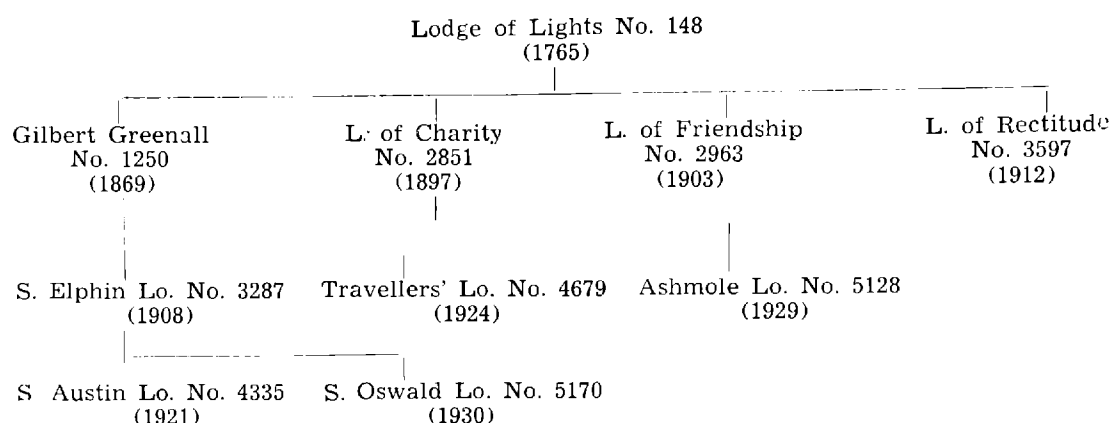 Lodge of Lights No. 148
(1765)
Gilbert Greenall
No. 1250
(1869)
L. of Charity
No. 2851
(1897)
L. of Friendship
No. 2963
(1903)
L. of Rectitude
No. 3597
(1912)
S. Elphin Lo. No. 3287
(1908)
Travellers' Lo. No. 4679
(1924)
Ashmole Lo. No. 5128
(1929)
S Austin Lo. No. 4335
(1921)
S. Oswald Lo. No. 5170
(1930)